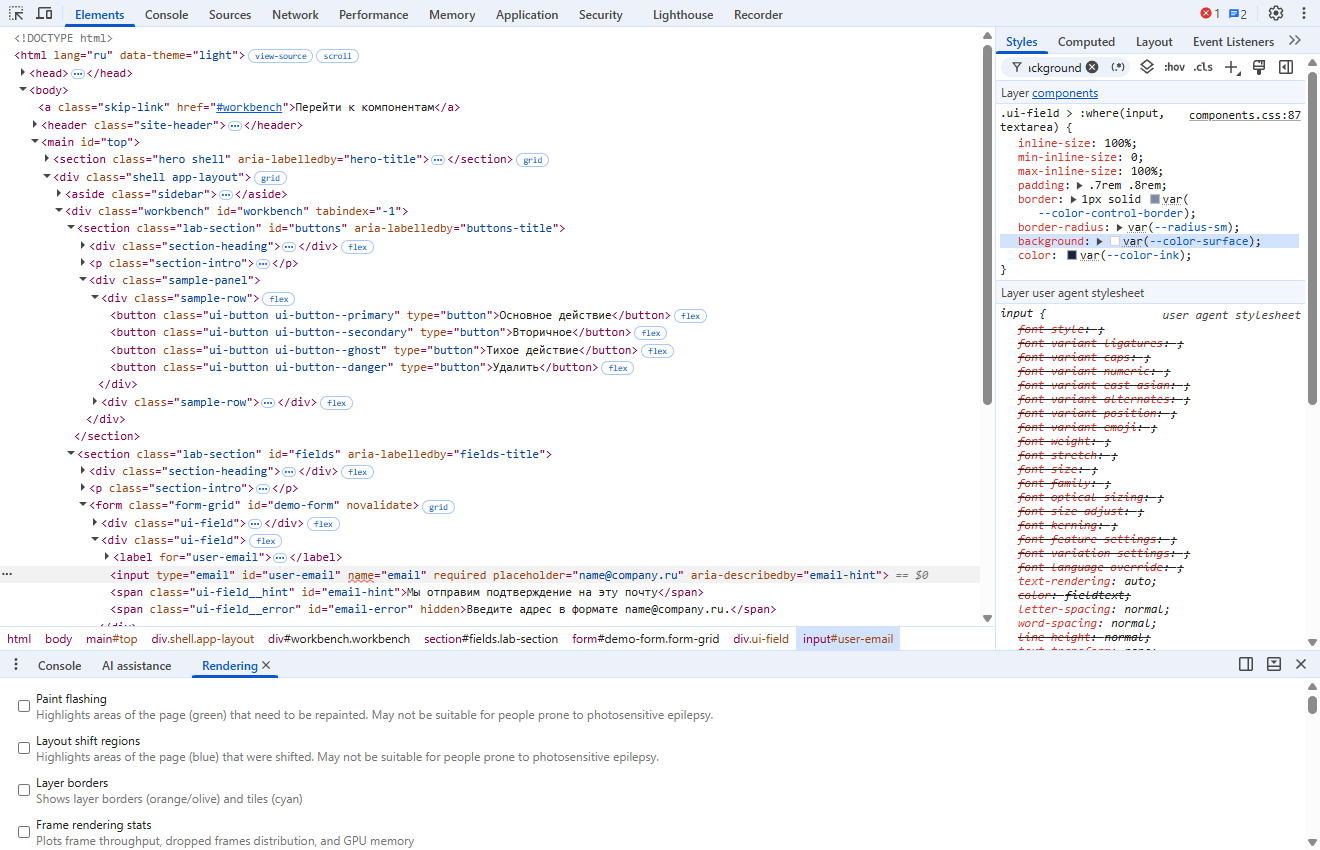 Elements Console Sources Network Performance Memory Application Security Lighthouse Recorder 1 2
<!DOCTYPE html>
<html lang="ru" data-theme="light"> view-source scroll
<head> … </head>
<body>
<a class="skip-link" href="#workbench">Перейти к компонентам</a>
<header class="site-header"> … </header>
<main id="top">
<section class="hero shell" aria-labelledby="hero-title"> … </section> grid
<div class="shell app-layout"> grid
<aside class="sidebar"> … </aside>
<div class="workbench" id="workbench" tabindex="-1">
<section class="lab-section" id="buttons" aria-labelledby="buttons-title">
<div class="section-heading"> … </div> flex
<p class="section-intro"> … </p>
<div class="sample-panel">
<div class="sample-row"> flex
<button class="ui-button ui-button--primary" type="button">Основное действие</button> flex
<button class="ui-button ui-button--secondary" type="button">Вторичное</button> flex
<button class="ui-button ui-button--ghost" type="button">Тихое действие</button> flex
<button class="ui-button ui-button--danger" type="button">Удалить</button> flex
</div>
<div class="sample-row"> … </div> flex
</div>
</section>
<section class="lab-section" id="fields" aria-labelledby="fields-title">
<div class="section-heading"> … </div> flex
<p class="section-intro"> … </p>
<form class="form-grid" id="demo-form" novalidate> grid
<div class="ui-field"> … </div> flex
<div class="ui-field"> flex
<label for="user-email"> … </label>
… <input type="email" id="user-email" name="email" required placeholder="name@company.ru" aria-describedby="email-hint"> == $0
<span class="ui-field__hint" id="email-hint">Мы отправим подтверждение на эту почту</span>
<span class="ui-field__error" id="email-error" hidden>Введите адрес в формате name@company.ru.</span>
html body main#top div.shell.app-layout div#workbench.workbench section#fields.lab-section form#demo-form.form-grid div.ui-field input#user-email
Styles Computed Layout Event Listeners
ackground (.*) :hov .cls
Layer components
.ui-field > :where(input, components.css:87
textarea) {
inline-size: 100%;
min-inline-size: 0;
max-inline-size: 100%;
padding: .7rem .8rem;
border: 1px solid var(
--color-control-border);
border-radius: var(--radius-sm);
background: var(--color-surface);
color: var(--color-ink);
}
Layer user agent stylesheet
input { user agent stylesheet
font-style: ;
font-variant-ligatures: ;
font-variant-caps: ;
font-variant-numeric: ;
font-variant-east-asian: ;
font-variant-alternates: ;
font-variant-position: ;
font-variant-emoji: ;
font-weight: ;
font-stretch: ;
font-size: ;
font-family: ;
font-optical-sizing: ;
font-size-adjust: ;
font-kerning: ;
font-feature-settings: ;
font-variation-settings: ;
font-language-override: ;
text-rendering: auto;
color: fieldtext;
letter-spacing: normal;
word-spacing: normal;
line-height: normal;
Console AI assistance Rendering
Paint flashing
Highlights areas of the page (green) that need to be repainted. May not be suitable for people prone to photosensitive epilepsy.
Layout shift regions
Highlights areas of the page (blue) that were shifted. May not be suitable for people prone to photosensitive epilepsy.
Layer borders
Shows layer borders (orange/olive) and tiles (cyan)
Frame rendering stats
Plots frame throughput, dropped frames distribution, and GPU memory